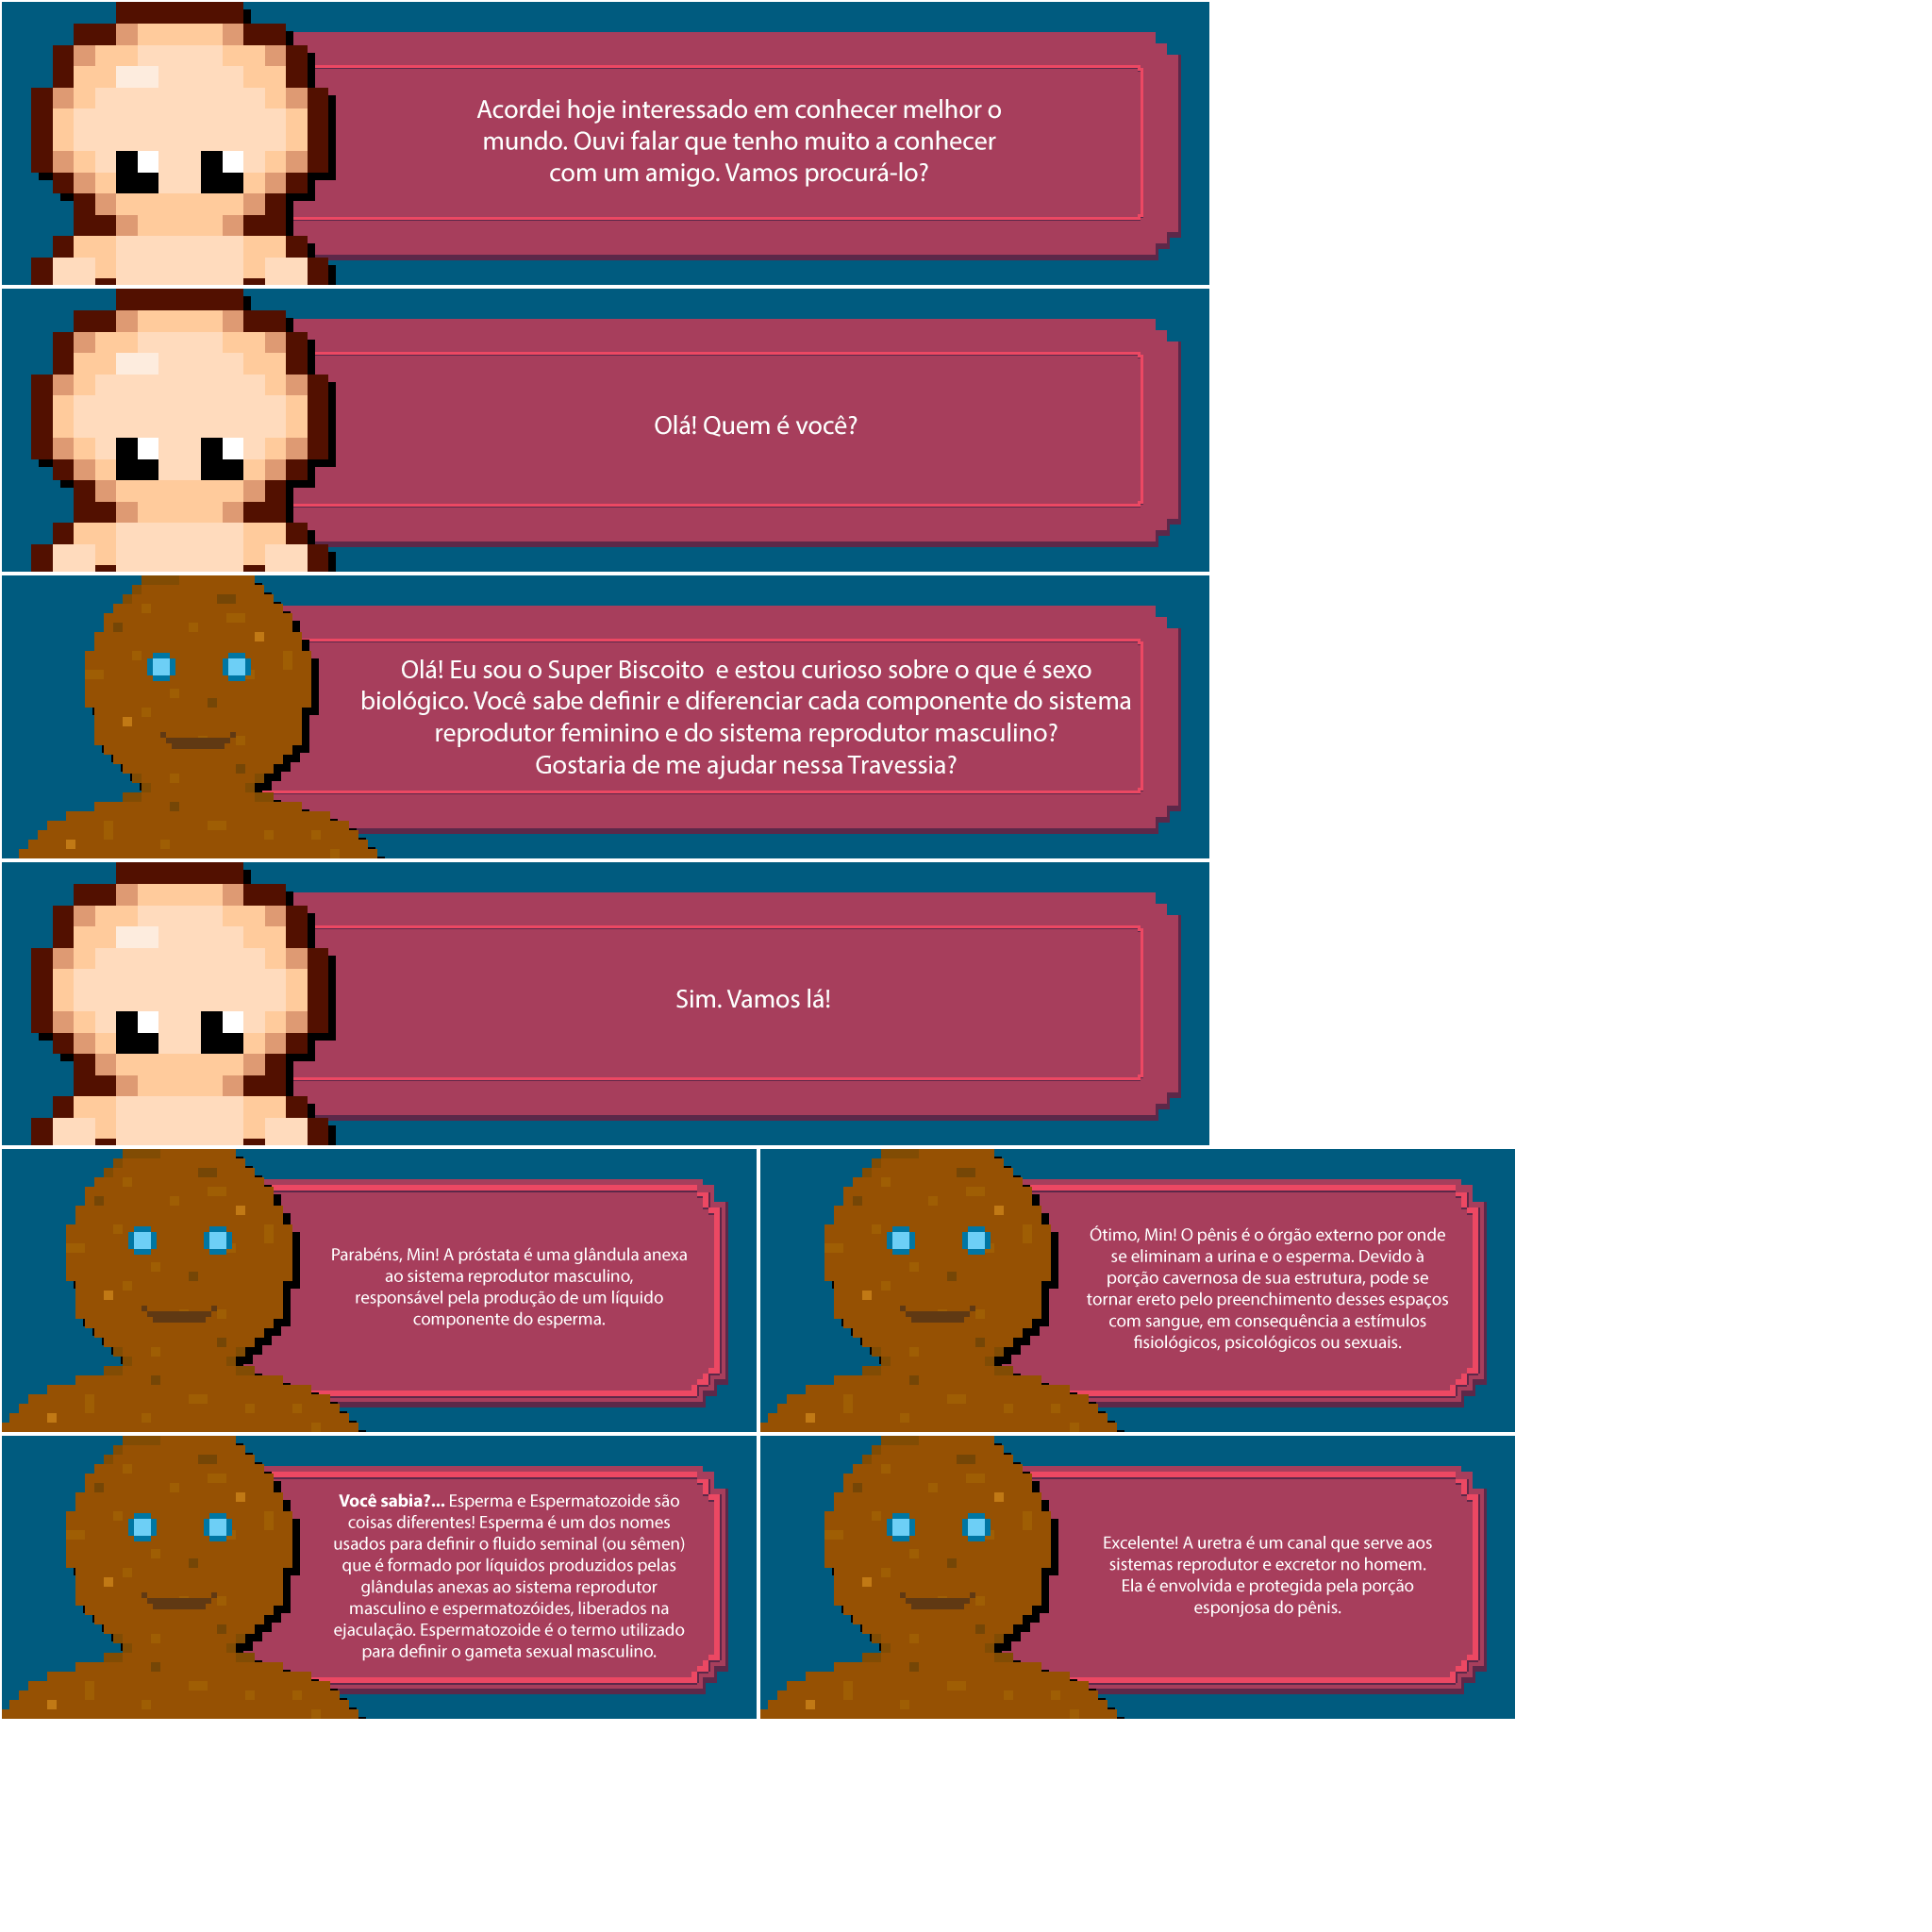 Acordei hoje interessado em conhecer melhor o
mundo. Ouvi falar que tenho muito a conhecer
com um amigo. Vamos procurá-lo?
Olá! Quem é você?
Olá! Eu sou o Super Biscoito  e estou curioso sobre o que é sexo
biológico. Você sabe definir e diferenciar cada componente do sistema
reprodutor feminino e do sistema reprodutor masculino?
Gostaria de me ajudar nessa Travessia?
Sim. Vamos lá!
Parabéns, Min! A próstata é uma glândula anexa
ao sistema reprodutor masculino,
responsável pela produção de um líquido
componente do esperma.
Ótimo, Min! O pênis é o órgão externo por onde
se eliminam a urina e o esperma. Devido à
porção cavernosa de sua estrutura, pode se
tornar ereto pelo preenchimento desses espaços
com sangue, em consequência a estímulos
fisiológicos, psicológicos ou sexuais.
Você sabia?... Esperma e Espermatozoide são
coisas diferentes! Esperma é um dos nomes
usados para definir o fluido seminal (ou sêmen)
que é formado por líquidos produzidos pelas
glândulas anexas ao sistema reprodutor
masculino e espermatozóides, liberados na
ejaculação. Espermatozoide é o termo utilizado
para definir o gameta sexual masculino.
Excelente! A uretra é um canal que serve aos
sistemas reprodutor e excretor no homem.
Ela é envolvida e protegida pela porção
esponjosa do pênis.